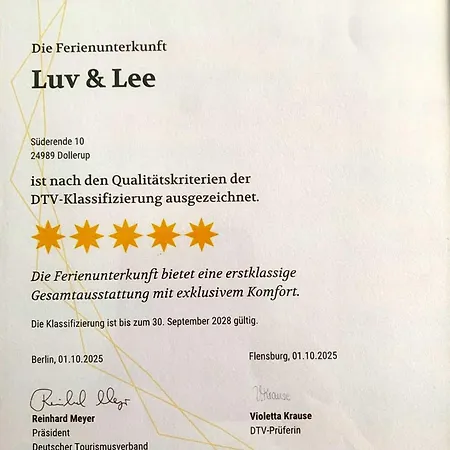 Die Ferienunterkunft
Luv & Lee
Süderende 10
24989 Dollerup
ist nach den Qualitätskriterien der
DTV-Klassifizierung ausgezeichnet.
Die Ferienunterkunft bietet eine erstklassige
Gesamtausstattung mit exklusivem Komfort.
Die Klassifizierung ist bis zum 30. September 2028 gültig.
Berlin, 01.10.2025
Flensburg, 01.10.2025
Reinhard Meyer
Präsident
Deutscher Tourismusverband
VKrause
Violetta Krause
DTV-Prüferin